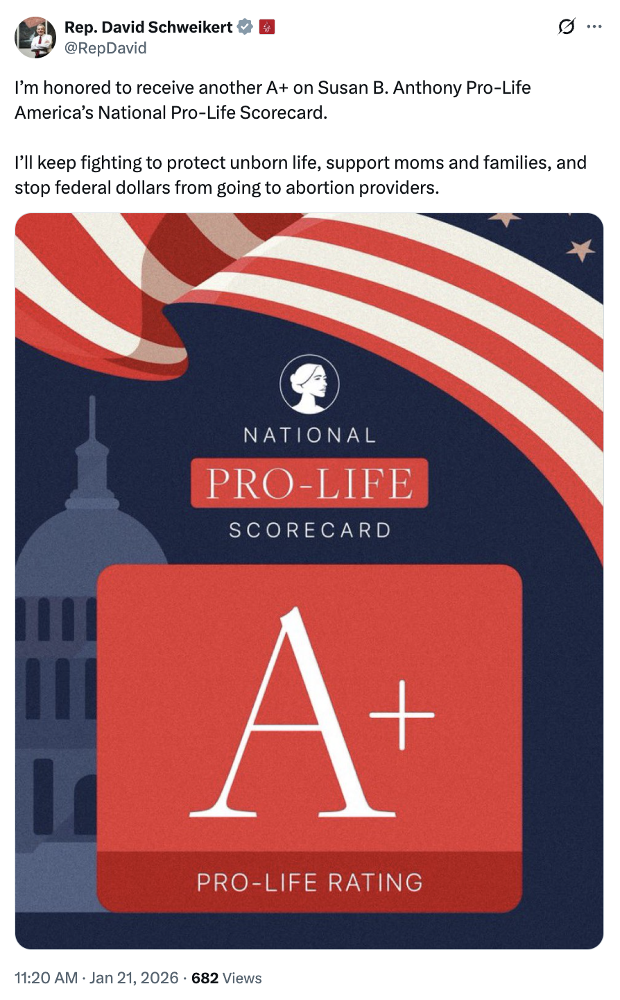 Rep. David Schweikert
@RepDavid
I’m honored to receive another A+ on Susan B. Anthony Pro-Life
America’s National Pro-Life Scorecard.
I’ll keep fighting to protect unborn life, support moms and families, and
stop federal dollars from going to abortion providers.
NATIONAL
PRO-LIFE
SCORECARD
A+
PRO-LIFE RATING
11:20 AM · Jan 21, 2026 · 682 Views